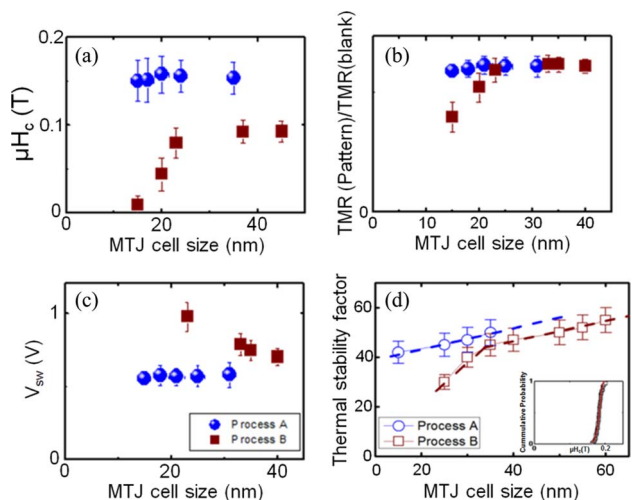 (a)
0.2
0.1
0
μHc (T)
0 20 40
MTJ cell size (nm)
(b)
TMR (Pattern)/TMR(blank)
0
0 10 20 30 40
MTJ cell size (nm)
(c)
1
0
Vsw (V)
0 10 20 30 40
MTJ cell size (nm)
Process A
Process B
(d)
60
40
20
0
Thermal stability factor
20 40 60
MTJ cell size (nm)
Process A
Process B
Cummulative Probability
1
0
0.2